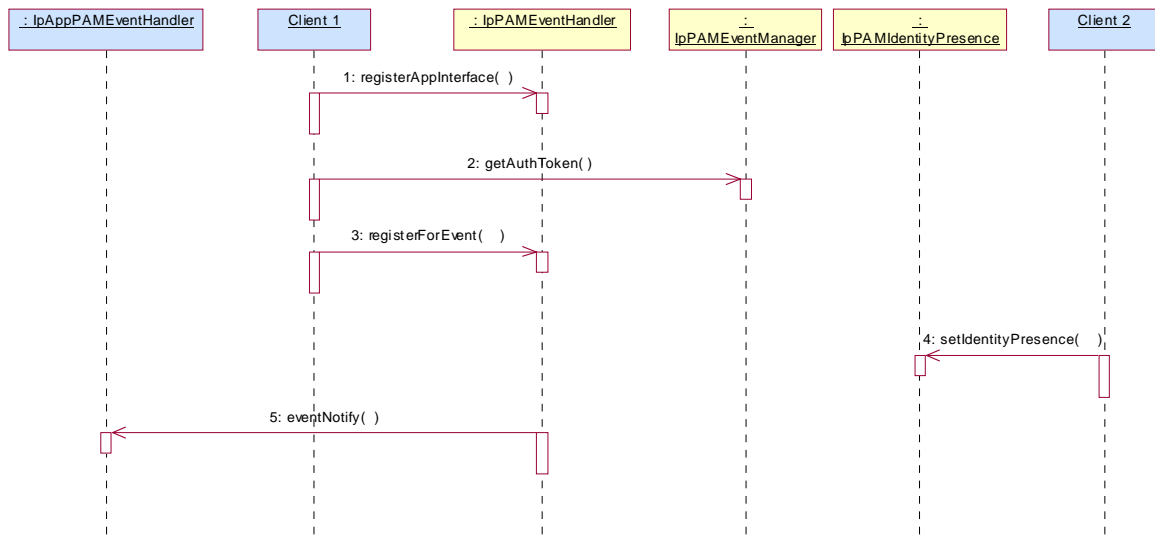 : IpAppPAMEventHandler
Client 1
: IpPAMEventHandler
:
IpPAMEventManager
:
IpPAMIdentityPresence
Client 2
1: registerAppInterface( )
2: getAuthToken( )
3: registerForEvent( )
4: setIdentityPresence( )
5: eventNotify( )